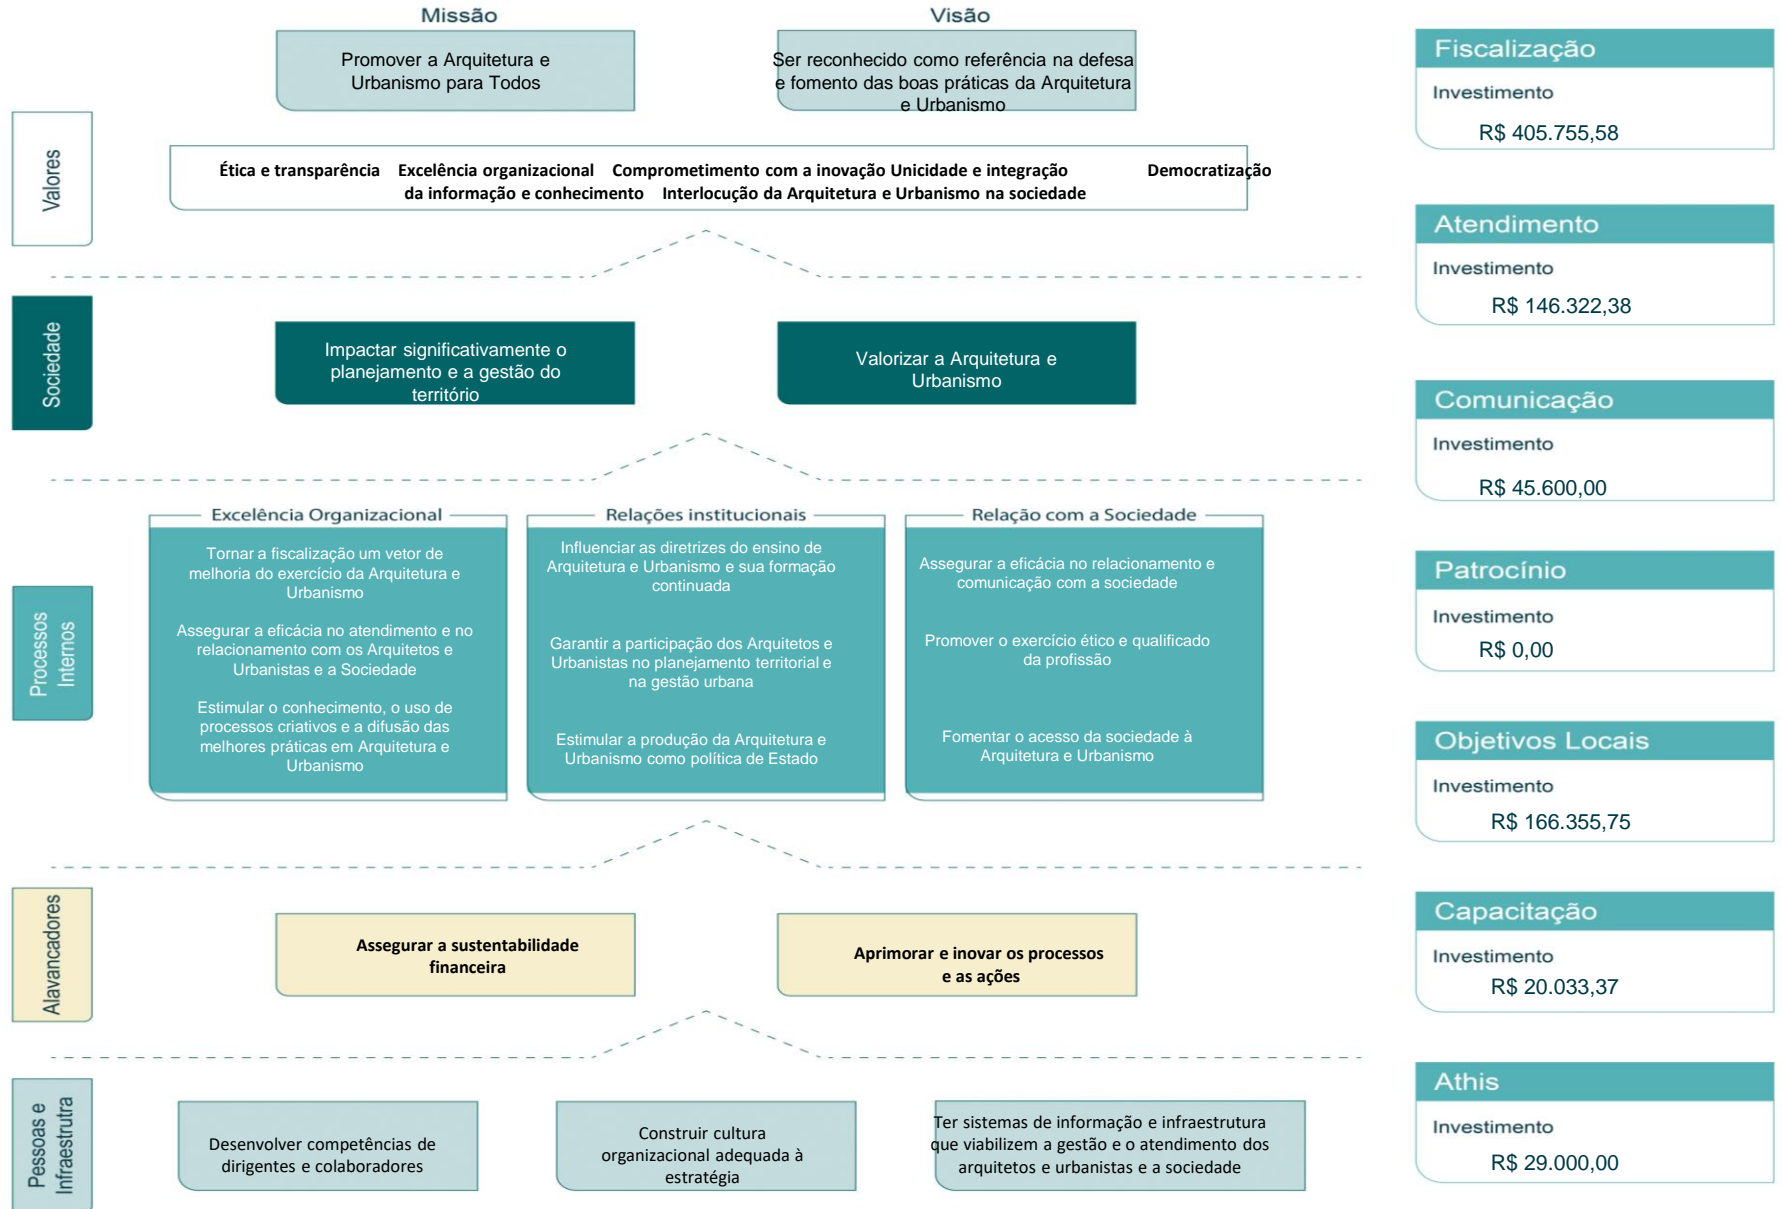 Missão
Promover a Arquitetura e
Urbanismo para Todos
Visão
Ser reconhecido como referência na defesa
e fomento das boas práticas da Arquitetura
e Urbanismo
Valores
Ética e transparência Excelência organizacional Comprometimento com a inovação Unicidade e integração Democratização
da informação e conhecimento Interlocução da Arquitetura e Urbanismo na sociedade
Sociedade
Impactar significativamente o
planejamento e a gestão do
território
Valorizar a Arquitetura e
Urbanismo
Processos
Internos
Excelência Organizacional
Tornar a fiscalização um vetor de
melhoria do exercício da Arquitetura e
Urbanismo
Assegurar a eficácia no atendimento e no
relacionamento com os Arquitetos e
Urbanistas e a Sociedade
Estimular o conhecimento, o uso de
processos criativos e a difusão das
melhores práticas em Arquitetura e
Urbanismo
Relações institucionais
Influenciar as diretrizes do ensino de
Arquitetura e Urbanismo e sua formação
continuada
Garantir a participação dos Arquitetos e
Urbanistas no planejamento territorial e
na gestão urbana
Estimular a produção da Arquitetura e
Urbanismo como política de Estado
Relação com a Sociedade
Assegurar a eficácia no relacionamento e
comunicação com a sociedade
Promover o exercício ético e qualificado
da profissão
Fomentar o acesso da sociedade à
Arquitetura e Urbanismo
Alavancadores
Assegurar a sustentabilidade
financeira
Aprimorar e inovar os processos
e as ações
Pessoas e
Infraestrutra
Desenvolver competências de
dirigentes e colaboradores
Construir cultura
organizacional adequada à
estratégia
Ter sistemas de informação e infraestrutura
que viabilizem a gestão e o atendimento dos
arquitetos e urbanistas e a sociedade
Fiscalização
Investimento
R$ 405.755,58
Atendimento
Investimento
R$ 146.322,38
Comunicação
Investimento
R$ 45.600,00
Patrocínio
Investimento
R$ 0,00
Objetivos Locais
Investimento
R$ 166.355,75
Capacitação
Investimento
R$ 20.033,37
Athis
Investimento
R$ 29.000,00